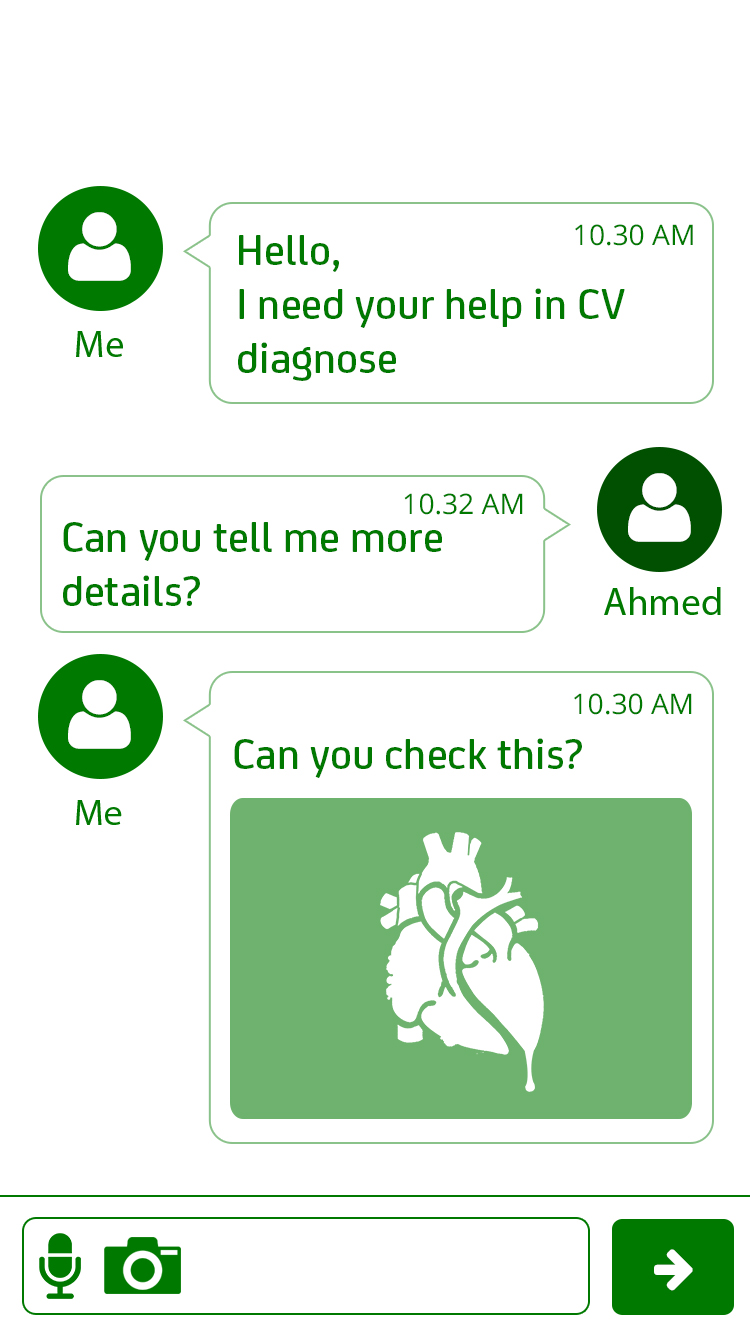 10.30 AM
Hello,
I need your help in CV
diagnose
Me
10.32 AM
Can you tell me more
details?
Ahmed
10.30 AM
Can you check this?
Me